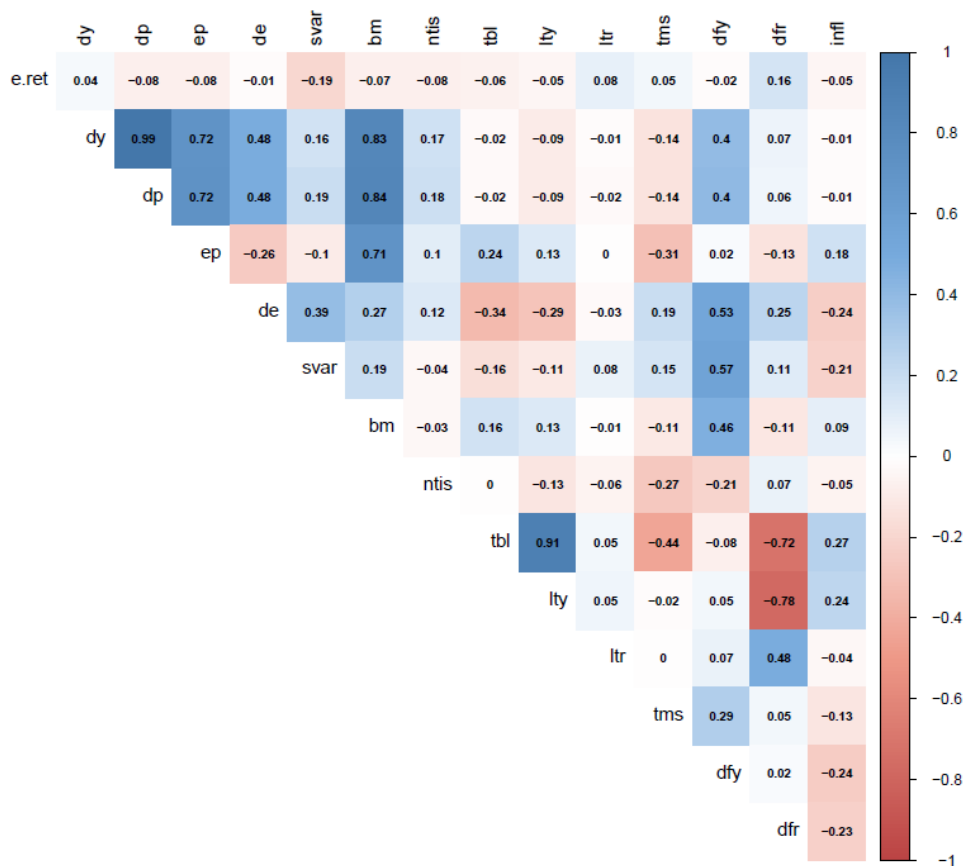 dy dp ep de svar bm ntis tbl lty ltr tms dfy dfr infl
e.ret 0.04 −0.08 −0.08 −0.01 −0.19 −0.07 −0.08 −0.06 −0.05 0.08 0.05 −0.02 0.16 −0.05
dy 0.99 0.72 0.48 0.16 0.83 0.17 −0.02 −0.09 −0.01 −0.14 0.4 0.07 −0.01
dp 0.72 0.48 0.19 0.84 0.18 −0.02 −0.09 −0.02 −0.14 0.4 0.06 −0.01
ep −0.26 −0.1 0.71 0.1 0.24 0.13 0 −0.31 0.02 −0.13 0.18
de 0.39 0.27 0.12 −0.34 −0.29 −0.03 0.19 0.53 0.25 −0.24
svar 0.19 −0.04 −0.16 −0.11 0.08 0.15 0.57 0.11 −0.21
bm −0.03 0.16 0.13 −0.01 −0.11 0.46 −0.11 0.09
ntis 0 −0.13 −0.06 −0.27 −0.21 0.07 −0.05
tbl 0.91 0.05 −0.44 −0.08 −0.72 0.27
lty 0.05 −0.02 0.05 −0.78 0.24
ltr 0 0.07 0.48 −0.04
tms 0.29 0.05 −0.13
dfy 0.02 −0.24
dfr −0.23
1
0.8
0.6
0.4
0.2
0
−0.2
−0.4
−0.6
−0.8
−1